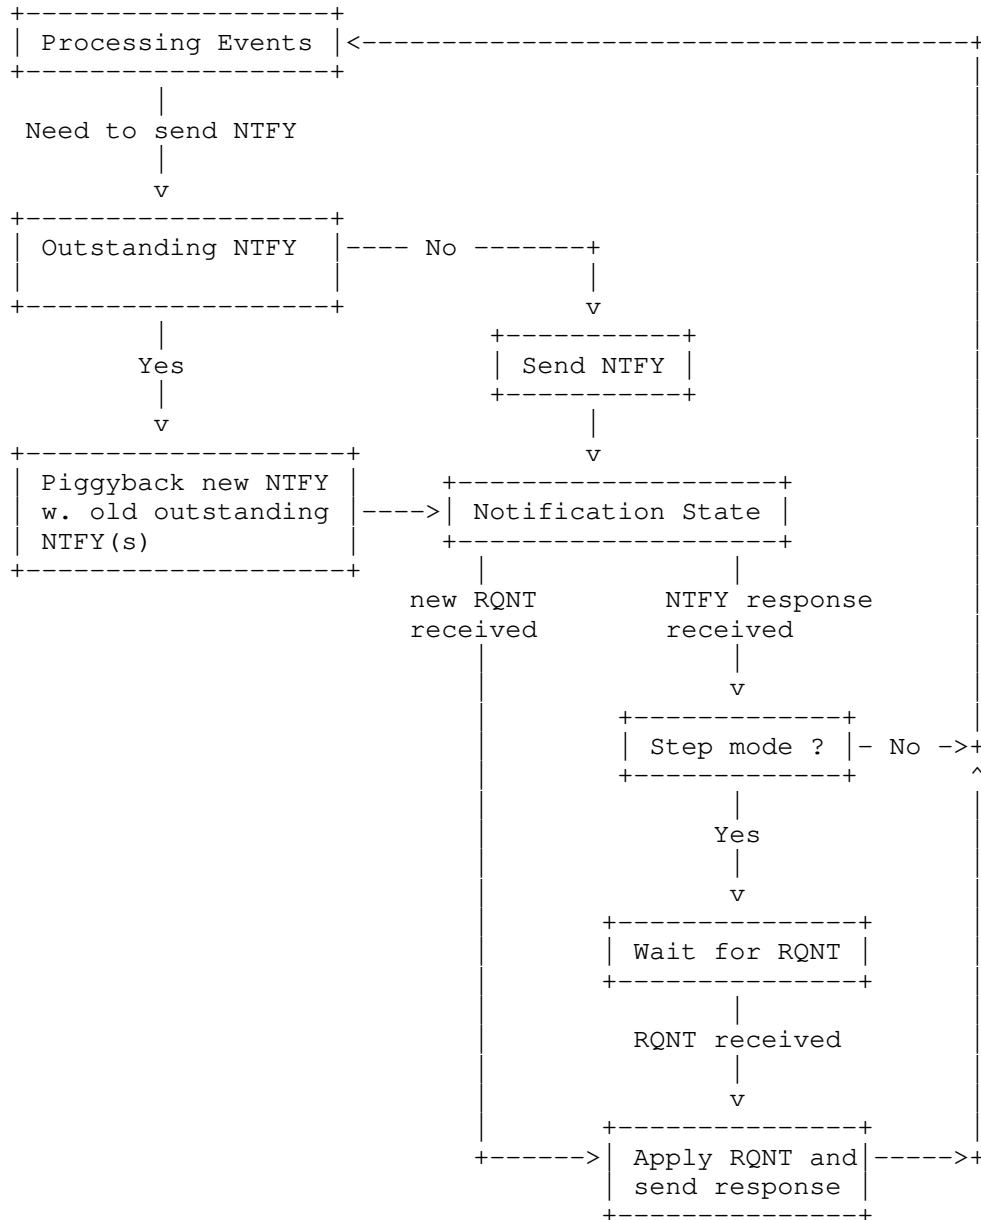 Processing Events
Need to send NTFY
Outstanding NTFY
No
Yes
Send NTFY
Piggyback new NTFY
w. old outstanding
NTFY(s)
Notification State
new RQNT
received
NTFY response
received
Step mode ?
No
Yes
Wait for RQNT
RQNT received
Apply RQNT and
send response